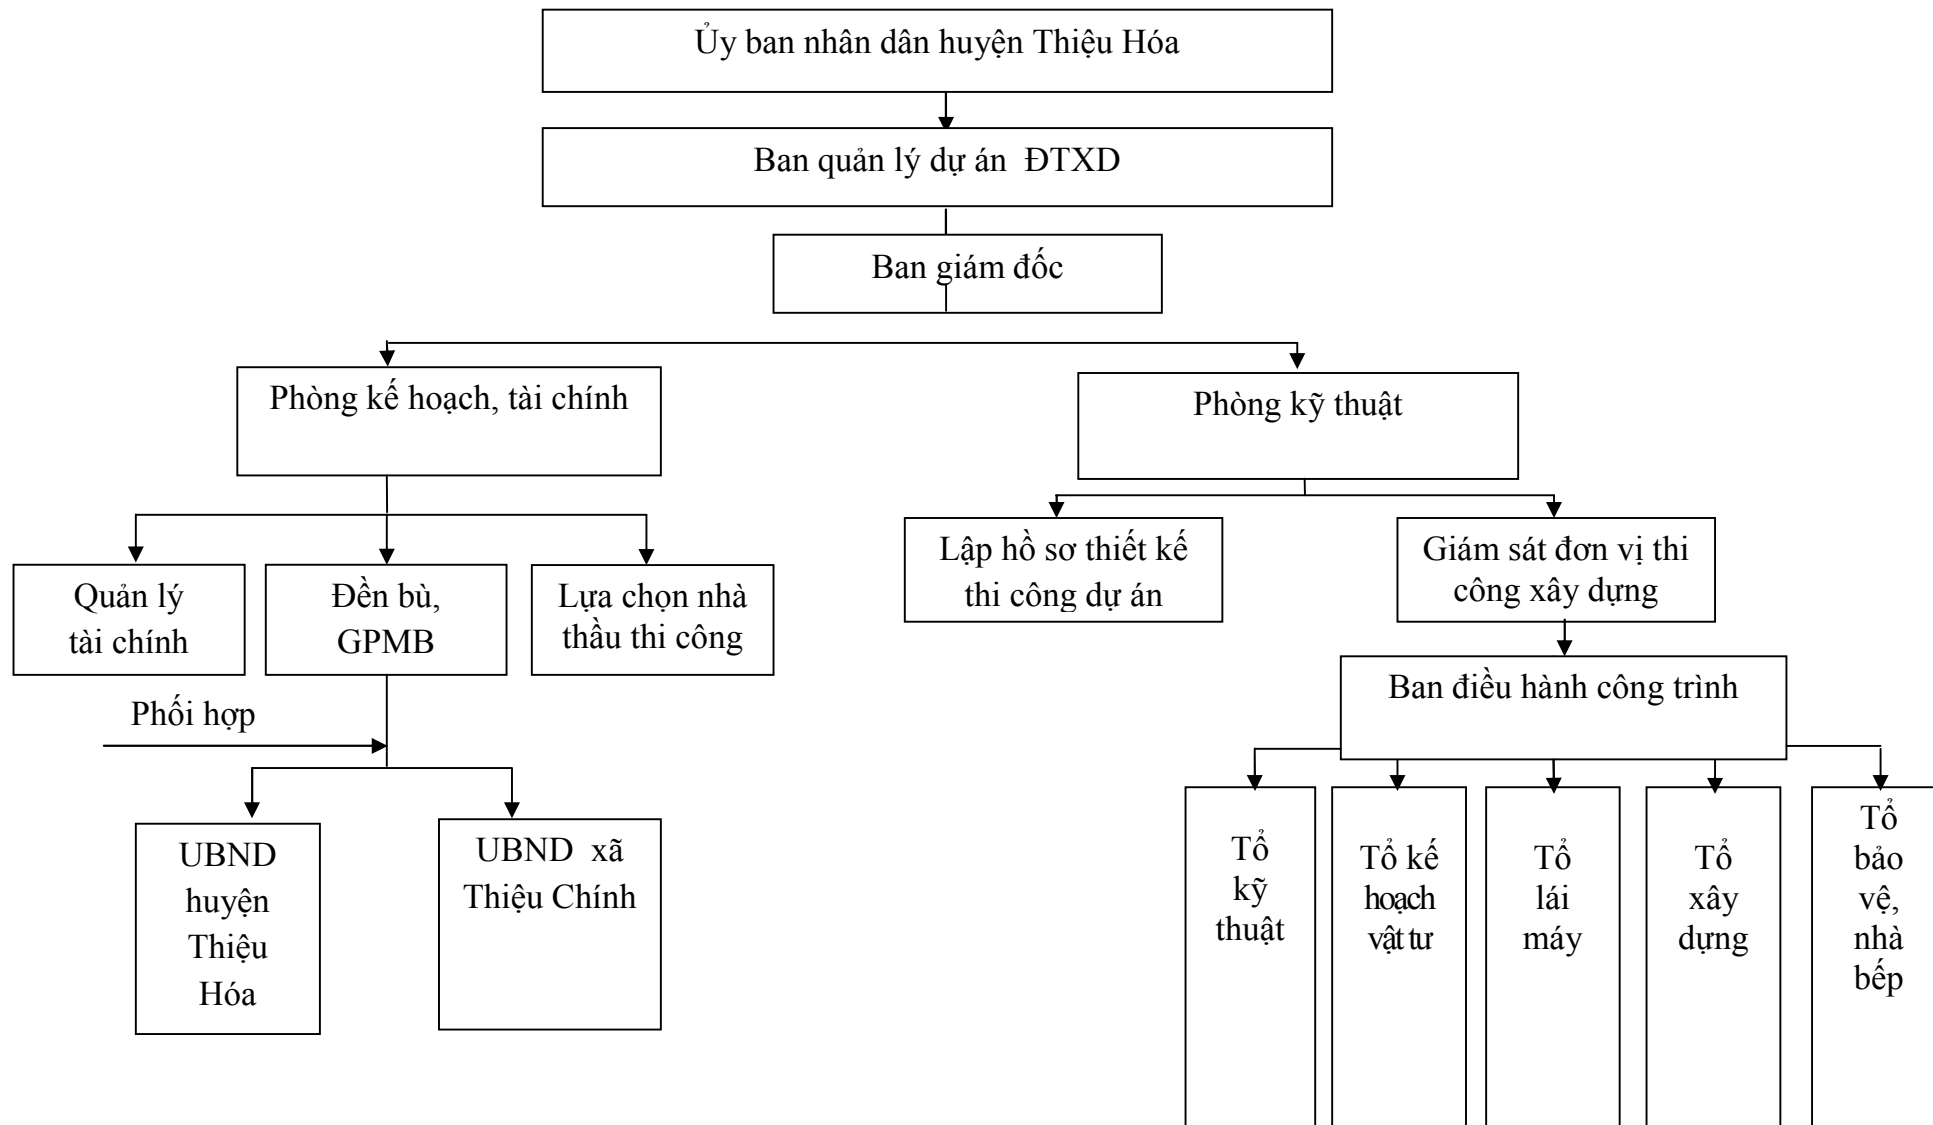 Ủy ban nhân dân huyện Thiệu Hóa
Ban quản lý dự án ĐTXD
Ban giám đốc
Phòng kế hoạch, tài chính
Phòng kỹ thuật
Quản lý
tài chính
Đền bù,
GPMB
Lựa chọn nhà
thầu thi công
Lập hồ sơ thiết kế
thi công dự án
Giám sát đơn vị thi
công xây dựng
Phối hợp
Ban điều hành công trình
UBND
huyện
Thiệu
Hóa
UBND xã
Thiệu Chính
Tổ
kỹ
thuật
Tổ kế
hoạch
vật tư
Tổ
lái
máy
Tổ
xây
dựng
Tổ
bảo
vệ,
nhà
bếp